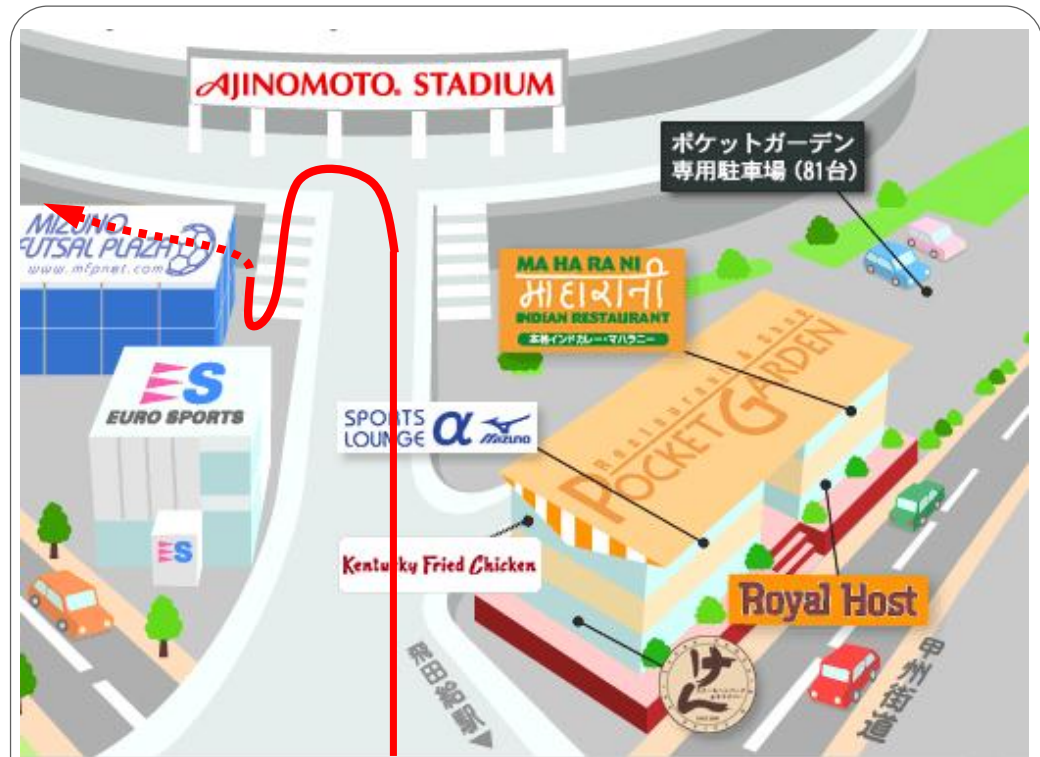 AJINOMOTO. STADIUM
ポケットガーデン
専用駐車場 (81台)
MIZUNO
FUTSAL PLAZA
www.mfpnet.com
MA HA RA NI
माहारानी
INDIAN RESTAURANT
本格インドカレー・マハラニー
Restaurant & Shop
POCKET GARDEN
ES
EURO SPORTS
SPORTS
LOUNGE α Mizuno
ES
Kentucky Fried Chicken
Royal Host
けん
飛田給駅
甲州街道